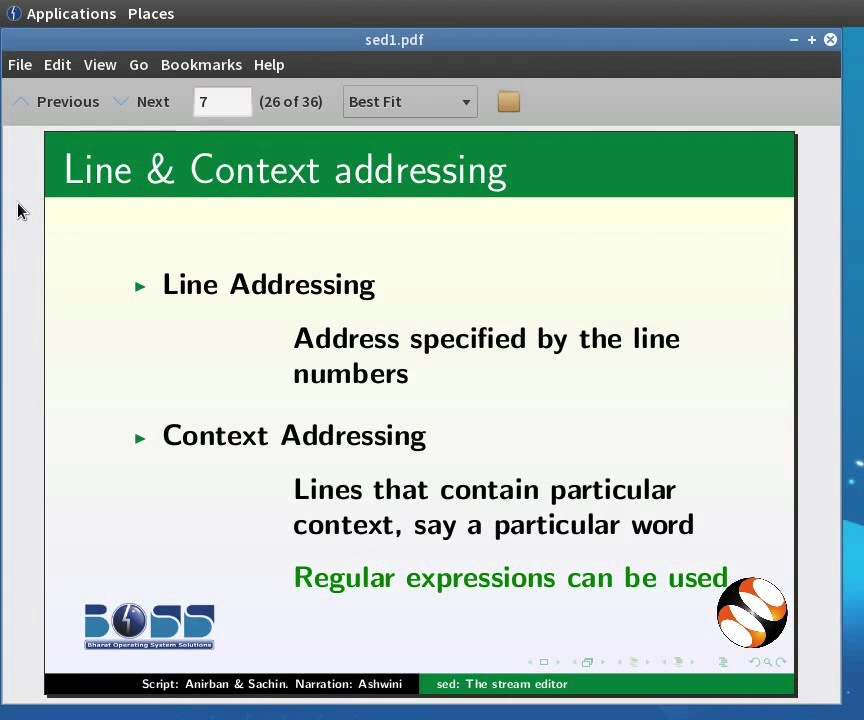 Applications Places
sed1.pdf
File Edit View Go Bookmarks Help
Previous Next 7 (26 of 36) Best Fit
Line & Context addressing
Line Addressing
Address specified by the line
numbers
Context Addressing
Lines that contain particular
context, say a particular word
Regular expressions can be used
BOSS
Bharat Operating System Solutions
Script: Anirban & Sachin. Narration: Ashwini sed: The stream editor